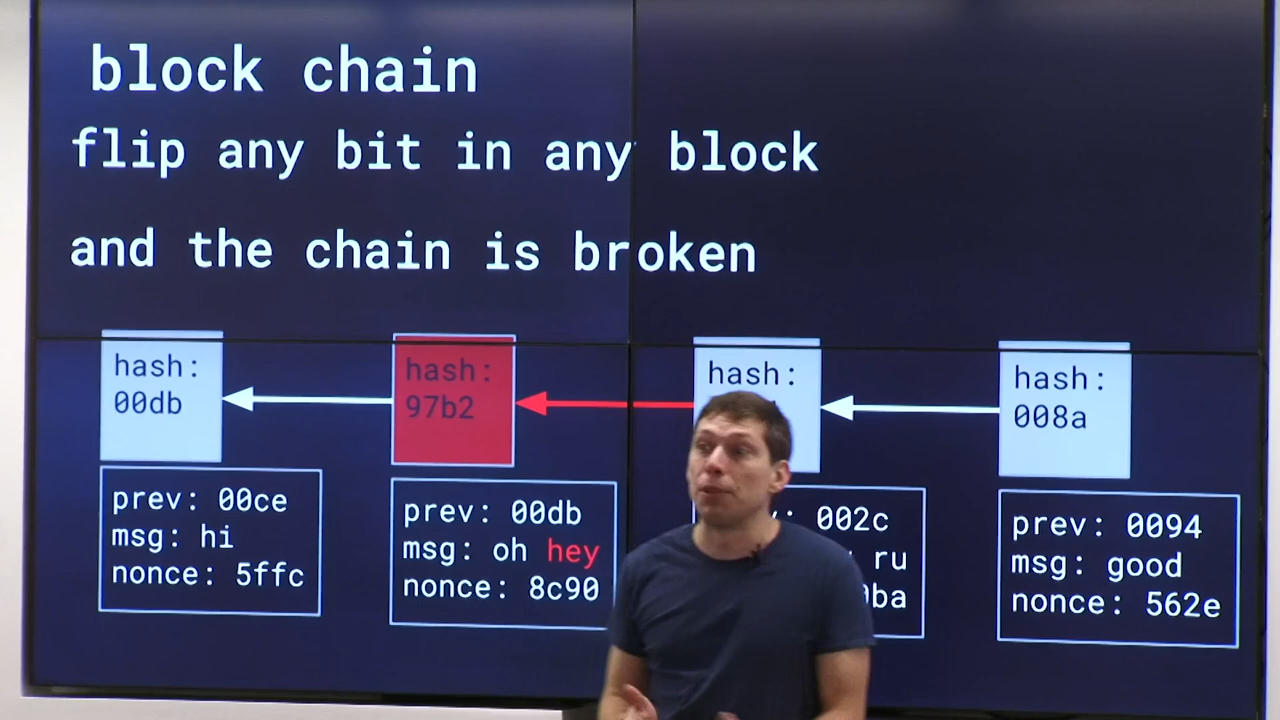 block chain
flip any bit in any block
and the chain is broken
hash:
00db
hash:
97b2
hash:
hash:
008a
prev: 00ce
msg: hi
nonce: 5ffc
prev: 00db
msg: oh hey
nonce: 8c90
002c
ru
prev: 0094
msg: good
nonce: 562e